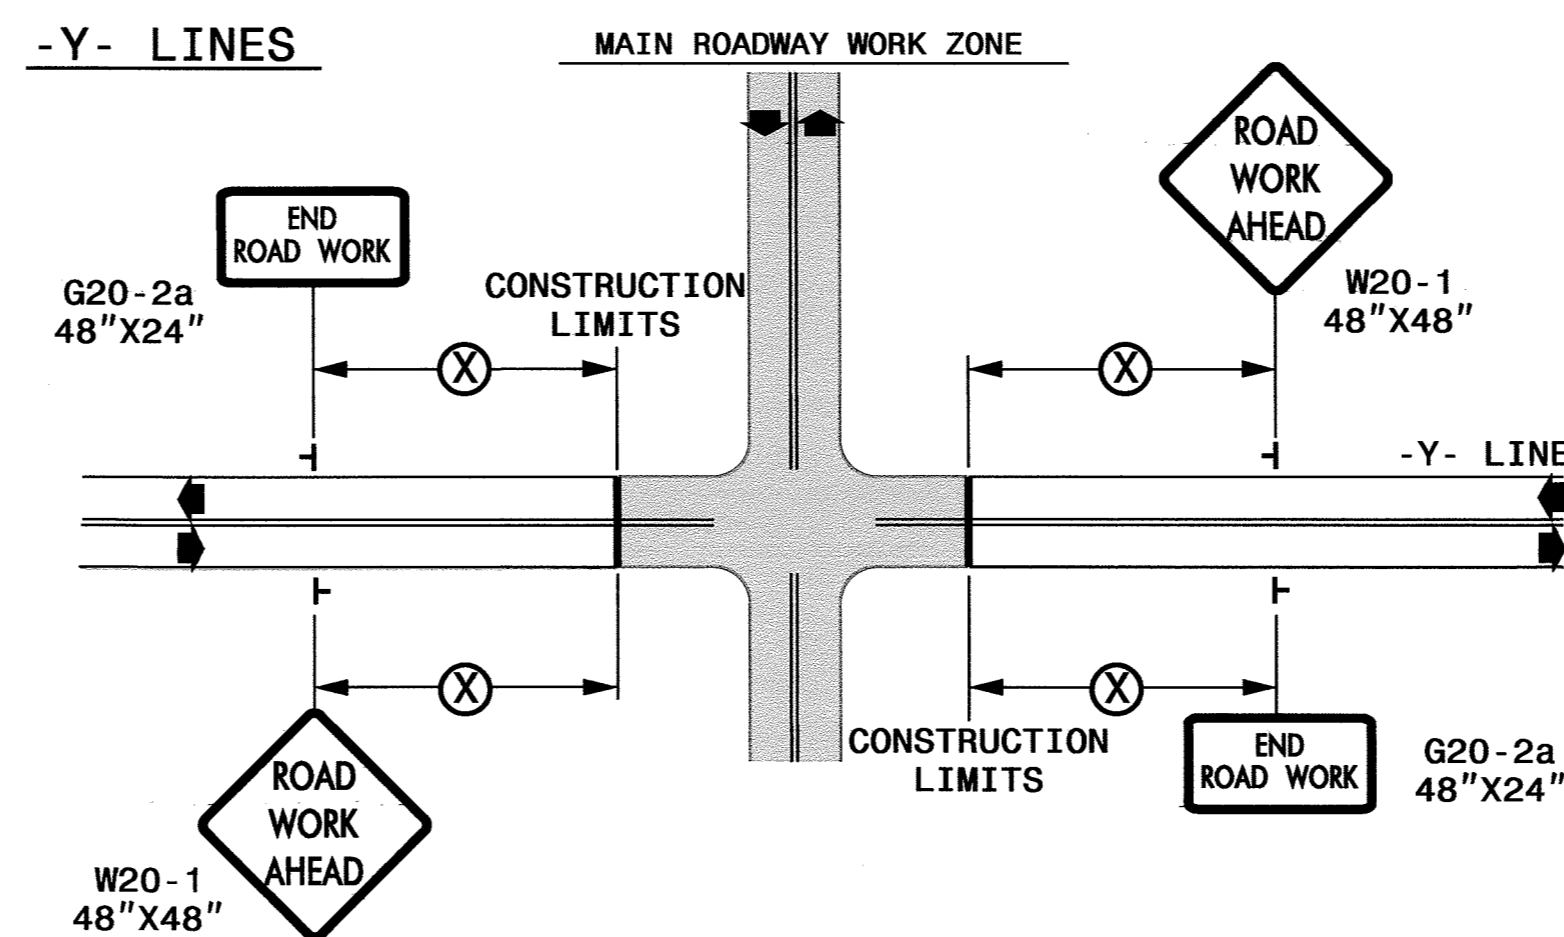 -Y- LINES
MAIN ROADWAY WORK ZONE
ROAD
WORK
AHEAD
END
ROAD WORK
G20-2a
48"X24"
CONSTRUCTION
LIMITS
W20-1
48"X48"
X
X
-Y- LINE
X
X
CONSTRUCTION
LIMITS
END
ROAD WORK
G20-2a
48"X24"
ROAD
WORK
AHEAD
W20-1
48"X48"